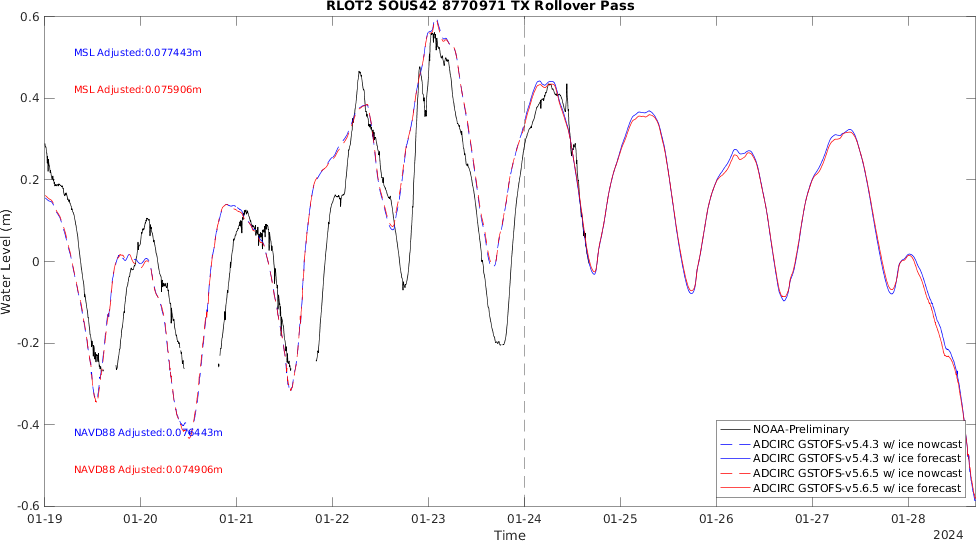 RLOT2 SOUS42 8770971 TX Rollover Pass
0.6
MSL Adjusted:0.077443m
MSL Adjusted:0.075906m
0.4
0.2
Water Level (m)
0
-0.2
-0.4
NAVD88 Adjusted:0.076443m
NAVD88 Adjusted:0.074906m
-0.6
NOAA-Preliminary
ADCIRC GSTOFS-v5.4.3 w/ ice nowcast
ADCIRC GSTOFS-v5.4.3 w/ ice forecast
ADCIRC GSTOFS-v5.6.5 w/ ice nowcast
ADCIRC GSTOFS-v5.6.5 w/ ice forecast
01-19 01-20 01-21 01-22 01-23 01-24 01-25 01-26 01-27 01-28
Time
2024